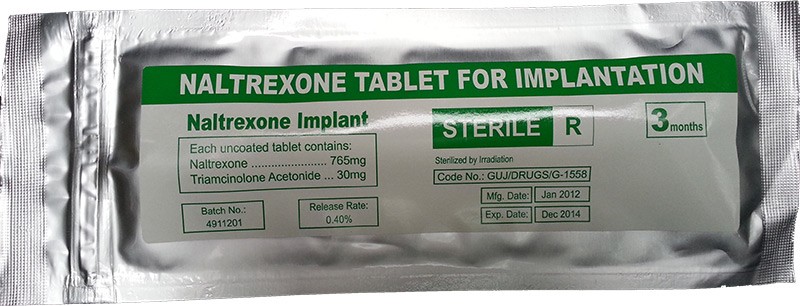 NALTREXONE TABLET FOR IMPLANTATION
Naltrexone Implant
Each uncoated tablet contains:
Naltrexone ....................... 765mg
Triamcinolone Acetonide ... 30mg
Batch No.:
4911201
Release Rate:
0.40%
STERILE R
3 months
Sterilized by Irradiation
Code No.: GUJ/DRUGS/G-1558
Mfg. Date: Jan 2012
Exp. Date: Dec 2014